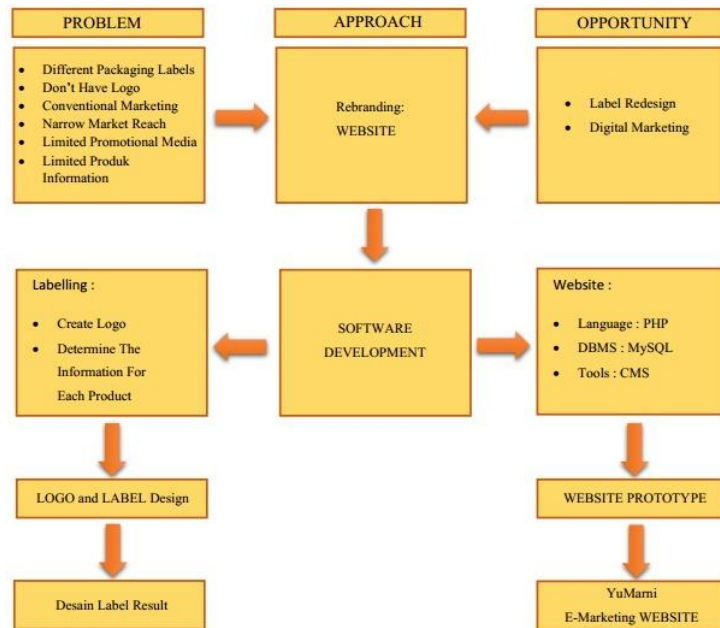 PROBLEM
APPROACH
OPPORTUNITY
• Different Packaging Labels
• Don't Have Logo
• Conventional Marketing
• Narrow Market Reach
• Limited Promotional Media
• Limited Produk
Information
Rebranding:
WEBSITE
• Label Redesign
• Digital Marketing
Labelling :
• Create Logo
• Determine The
Information For
Each Product
SOFTWARE
DEVELOPMENT
Website :
• Language : PHP
• DBMS : MySQL
• Tools : CMS
LOGO and LABEL Design
WEBSITE PROTOTYPE
Desain Label Result
YuMarni
E-Marketing WEBSITE